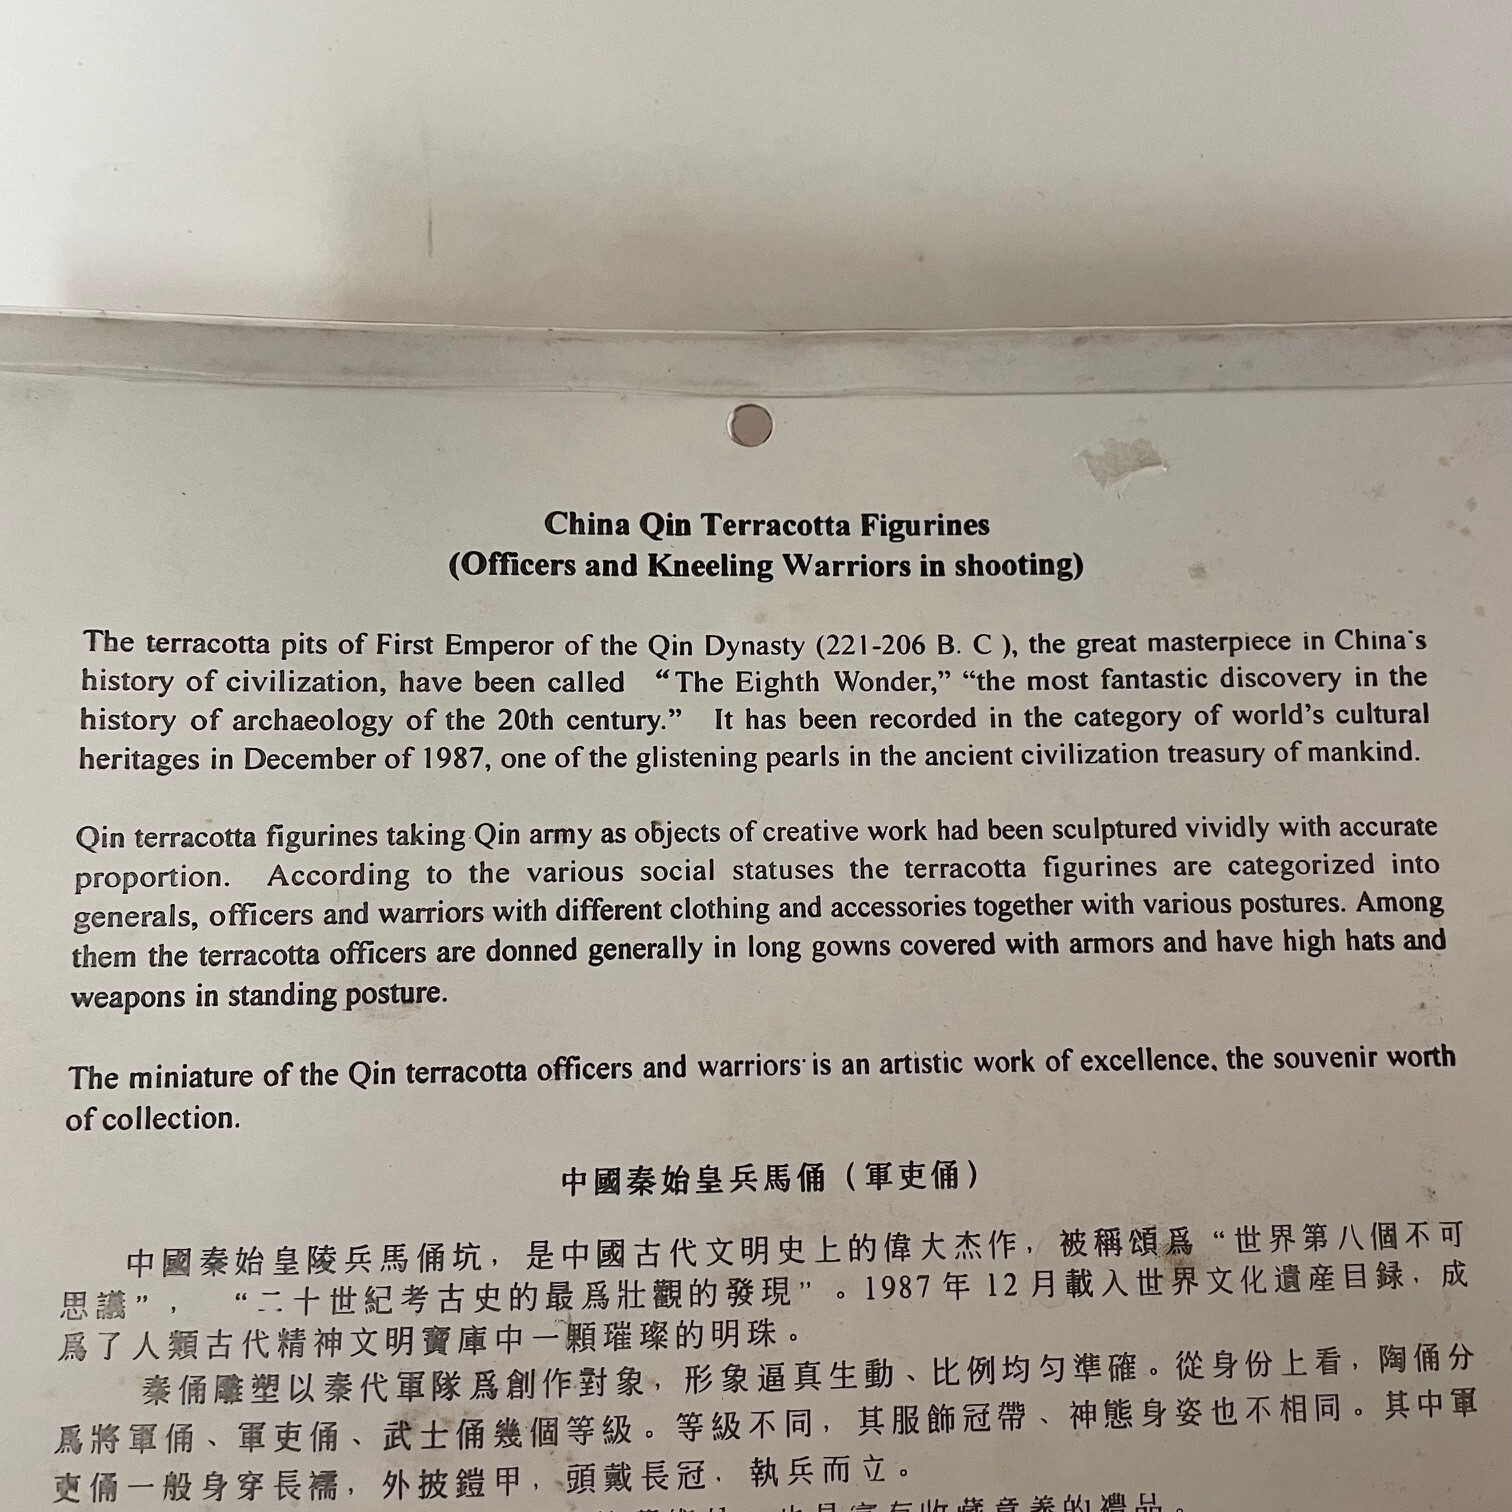 China Qin Terracotta Figurines
(Officers and Kneeling Warriors in shooting)
The terracotta pits of First Emperor of the Qin Dynasty (221-206 B. C ), the great masterpiece in China's
history of civilization, have been called “The Eighth Wonder,” “the most fantastic discovery in the
history of archaeology of the 20th century.” It has been recorded in the category of world's cultural
heritages in December of 1987, one of the glistening pearls in the ancient civilization treasury of mankind.
Qin terracotta figurines taking Qin army as objects of creative work had been sculptured vividly with accurate
proportion. According to the various social statuses the terracotta figurines are categorized into
generals, officers and warriors with different clothing and accessories together with various postures. Among
them the terracotta officers are donned generally in long gowns covered with armors and have high hats and
weapons in standing posture.
The miniature of the Qin terracotta officers and warriors is an artistic work of excellence, the souvenir worth
of collection.
中國秦始皇兵馬俑（軍吏俑）
中國秦始皇陵兵馬俑坑，是中國古代文明史上的偉大杰作，被稱頌爲“世界第八個不可
思議”，“二十世紀考古史的最爲壯觀的發現”。1987年12月載入世界文化遺産目録，成
爲了人類古代精神文明寶庫中一顆璀璨的明珠。
秦俑雕塑以秦代軍隊爲創作對象，形象逼真生動、比例均匀準確。從身份上看，陶俑分
爲將軍俑、軍吏俑、武士俑幾個等級。等級不同，其服飾冠帶、神態身姿也不相同。其中軍
吏俑一般身穿長襦，外披鎧甲，頭戴長冠，執兵而立。
也是富有收藏意義的禮品。